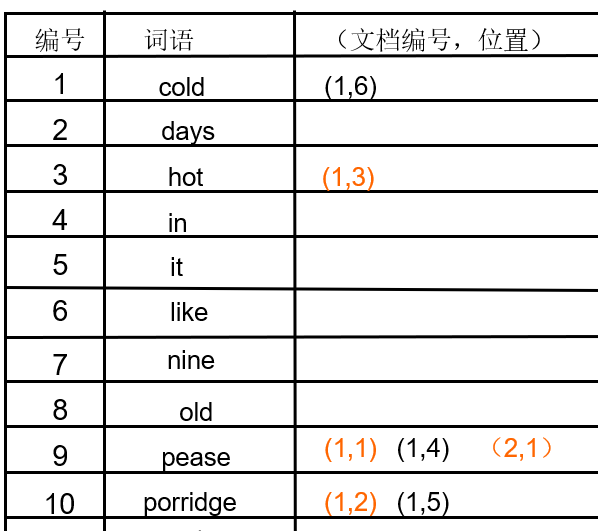 编号 词语 （文档编号，位置）
1 cold (1,6)
2 days
3 hot (1,3)
4 in
5 it
6 like
7 nine
8 old
9 pease (1,1) (1,4) （2,1）
10 porridge (1,2) (1,5)